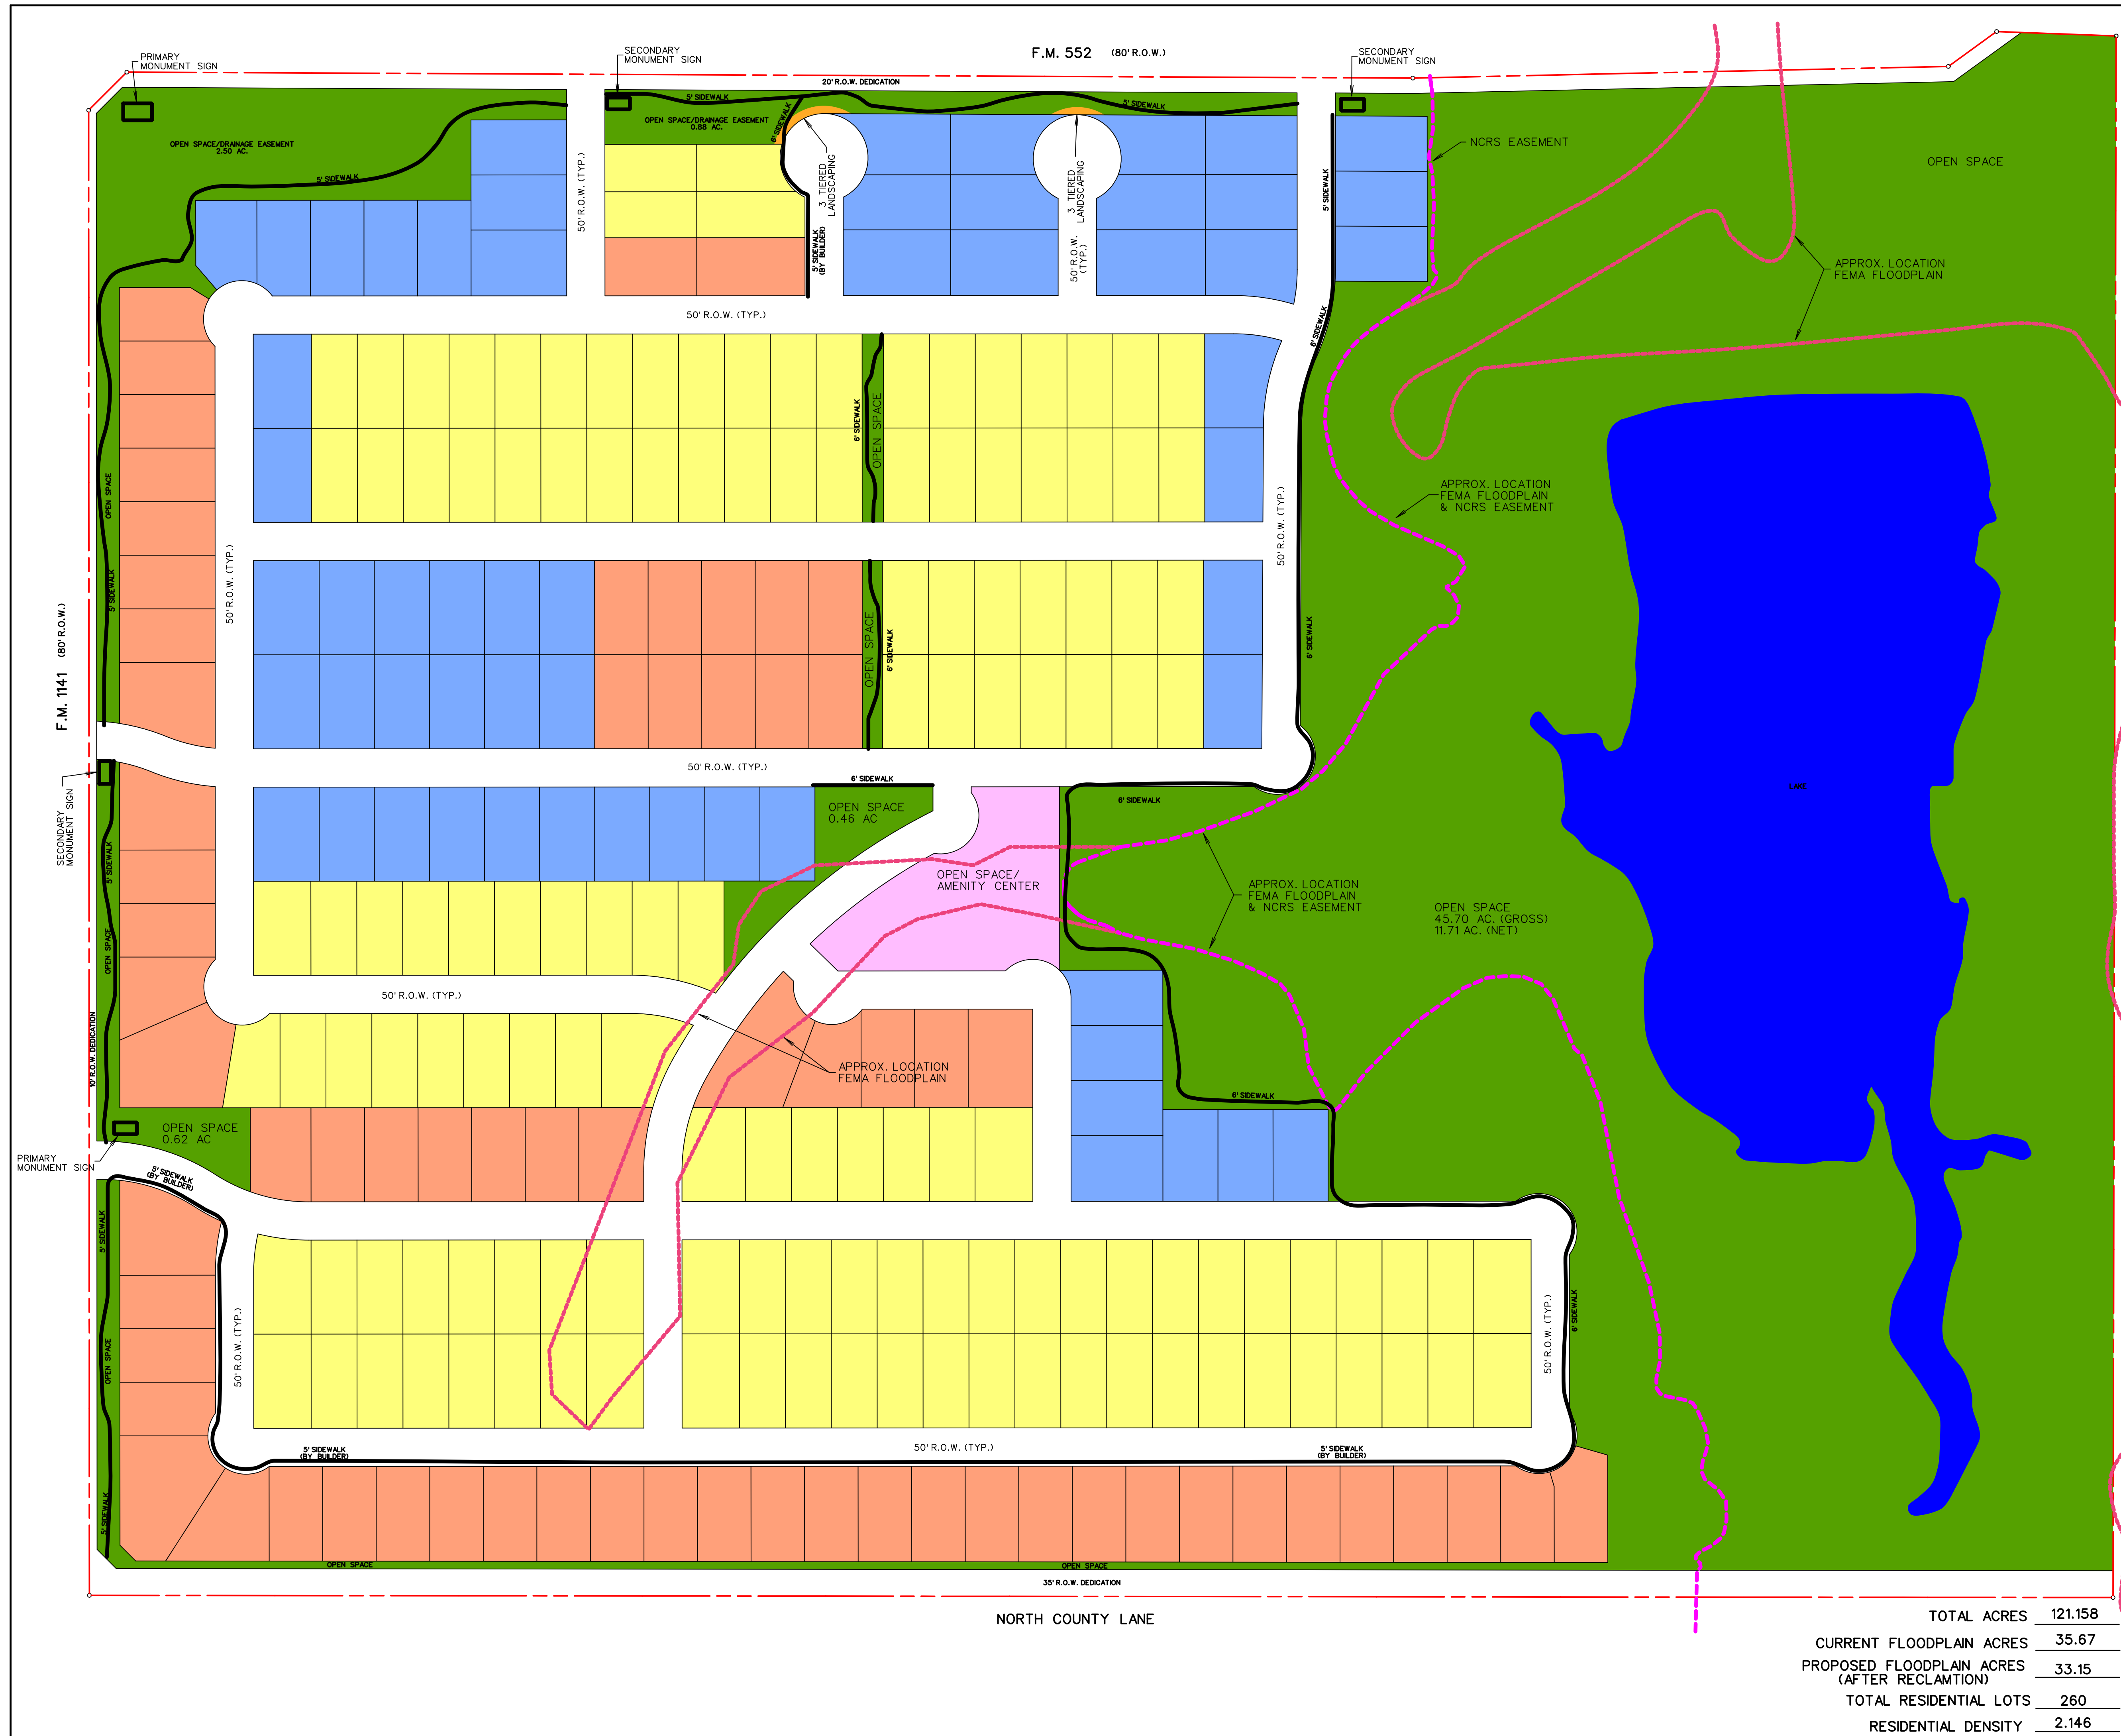 F.M. 552 (80' R.O.W.)
PRIMARY
MONUMENT SIGN
SECONDARY
MONUMENT SIGN
SECONDARY
MONUMENT SIGN
20' R.O.W. DEDICATION
5' SIDEWALK
5' SIDEWALK
OPEN SPACE/DRAINAGE EASEMENT
0.88 AC.
6' SIDEWALK
OPEN SPACE/DRAINAGE EASEMENT
2.50 AC.
5' SIDEWALK
NCRS EASEMENT
OPEN SPACE
50' R.O.W. (TYP.)
3 TIERED
LANDSCAPING
3 TIERED
LANDSCAPING
5' SIDEWALK
5' SIDEWALK
(BY BUILDER)
50' R.O.W.
(TYP.)
APPROX. LOCATION
FEMA FLOODPLAIN
50' R.O.W. (TYP.)
6' SIDEWALK
6' SIDEWALK
OPEN SPACE
OPEN SPACE
APPROX. LOCATION
FEMA FLOODPLAIN
& NCRS EASEMENT
50' R.O.W. (TYP.)
50' R.O.W. (TYP.)
5' SIDEWALK
F.M. 1141 (80' R.O.W.)
OPEN SPACE
6' SIDEWALK
6' SIDEWALK
50' R.O.W. (TYP.)
6' SIDEWALK
LAKE
SECONDARY
MONUMENT SIGN
OPEN SPACE
0.46 AC
6' SIDEWALK
5' SIDEWALK
OPEN SPACE/
AMENITY CENTER
APPROX. LOCATION
FEMA FLOODPLAIN
& NCRS EASEMENT
OPEN SPACE
45.70 AC. (GROSS)
11.71 AC. (NET)
OPEN SPACE
50' R.O.W. (TYP.)
10' R.O.W. DEDICATION
APPROX. LOCATION
FEMA FLOODPLAIN
6' SIDEWALK
OPEN SPACE
0.62 AC
PRIMARY
MONUMENT SIGN
5' SIDEWALK
(BY BUILDER)
5' SIDEWALK
OPEN SPACE
50' R.O.W. (TYP.)
50' R.O.W. (TYP.)
6' SIDEWALK
5' SIDEWALK
(BY BUILDER)
50' R.O.W. (TYP.)
5' SIDEWALK
(BY BUILDER)
5' SIDEWALK
OPEN SPACE
OPEN SPACE
35' R.O.W. DEDICATION
NORTH COUNTY LANE
TOTAL ACRES 121.158
CURRENT FLOODPLAIN ACRES 35.67
PROPOSED FLOODPLAIN ACRES 33.15
(AFTER RECLAMTION)
TOTAL RESIDENTIAL LOTS 260
RESIDENTIAL DENSITY 2.146